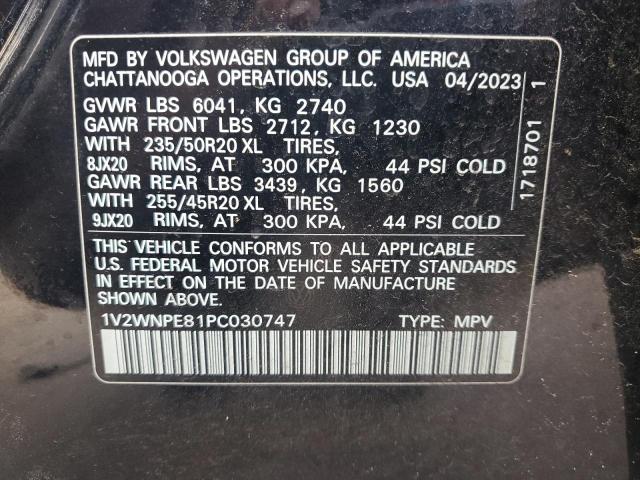 MFD BY VOLKSWAGEN GROUP OF AMERICA
CHATTANOOGA OPERATIONS, LLC. USA 04/2023
GVWR LBS 6041, KG 2740
GAWR FRONT LBS 2712, KG 1230
WITH 235/50R20 XL TIRES,
8JX20 RIMS, AT 300 KPA, 44 PSI COLD
GAWR REAR LBS 3439, KG 1560
WITH 255/45R20 XL TIRES,
9JX20 RIMS, AT 300 KPA, 44 PSI COLD
THIS VEHICLE CONFORMS TO ALL APPLICABLE
U.S. FEDERAL MOTOR VEHICLE SAFETY STANDARDS
IN EFFECT ON THE DATE OF MANUFACTURE
SHOWN ABOVE
1V2WNPE81PC030747 TYPE: MPV
1718701 1